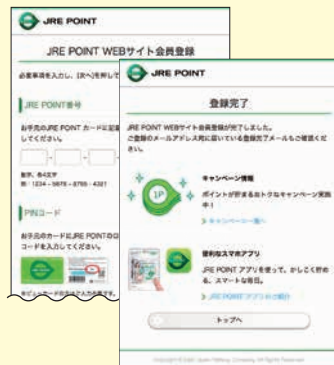 JRE POINT
JRE POINT WEBサイト会員登録
必要事項を入力し、[次へ]を押して
JRE POINT番号
お手元のJRE POINT カードに記載
してください。
数字、各4文字
例:1234 - 5678 - 8765 - 4321
PINコード
お手元のカードにJRE POINTのロ
コードを入力してください。
JRE POINT
登録完了
JRE POINT WEBサイト会員登録が完了しました。
ご登録のメールアドレス宛に届いている登録完了メールもご確認くだ
さい。
1P
キャンペーン情報
ポイントが貯まるおトクなキャンペーン実施
中!
キャンペーン一覧へ
便利なスマホアプリ
JRE POINT アプリを使って、かしこく貯め
る、スマートな毎日。
JRE POINT アプリのご紹介
トップへ